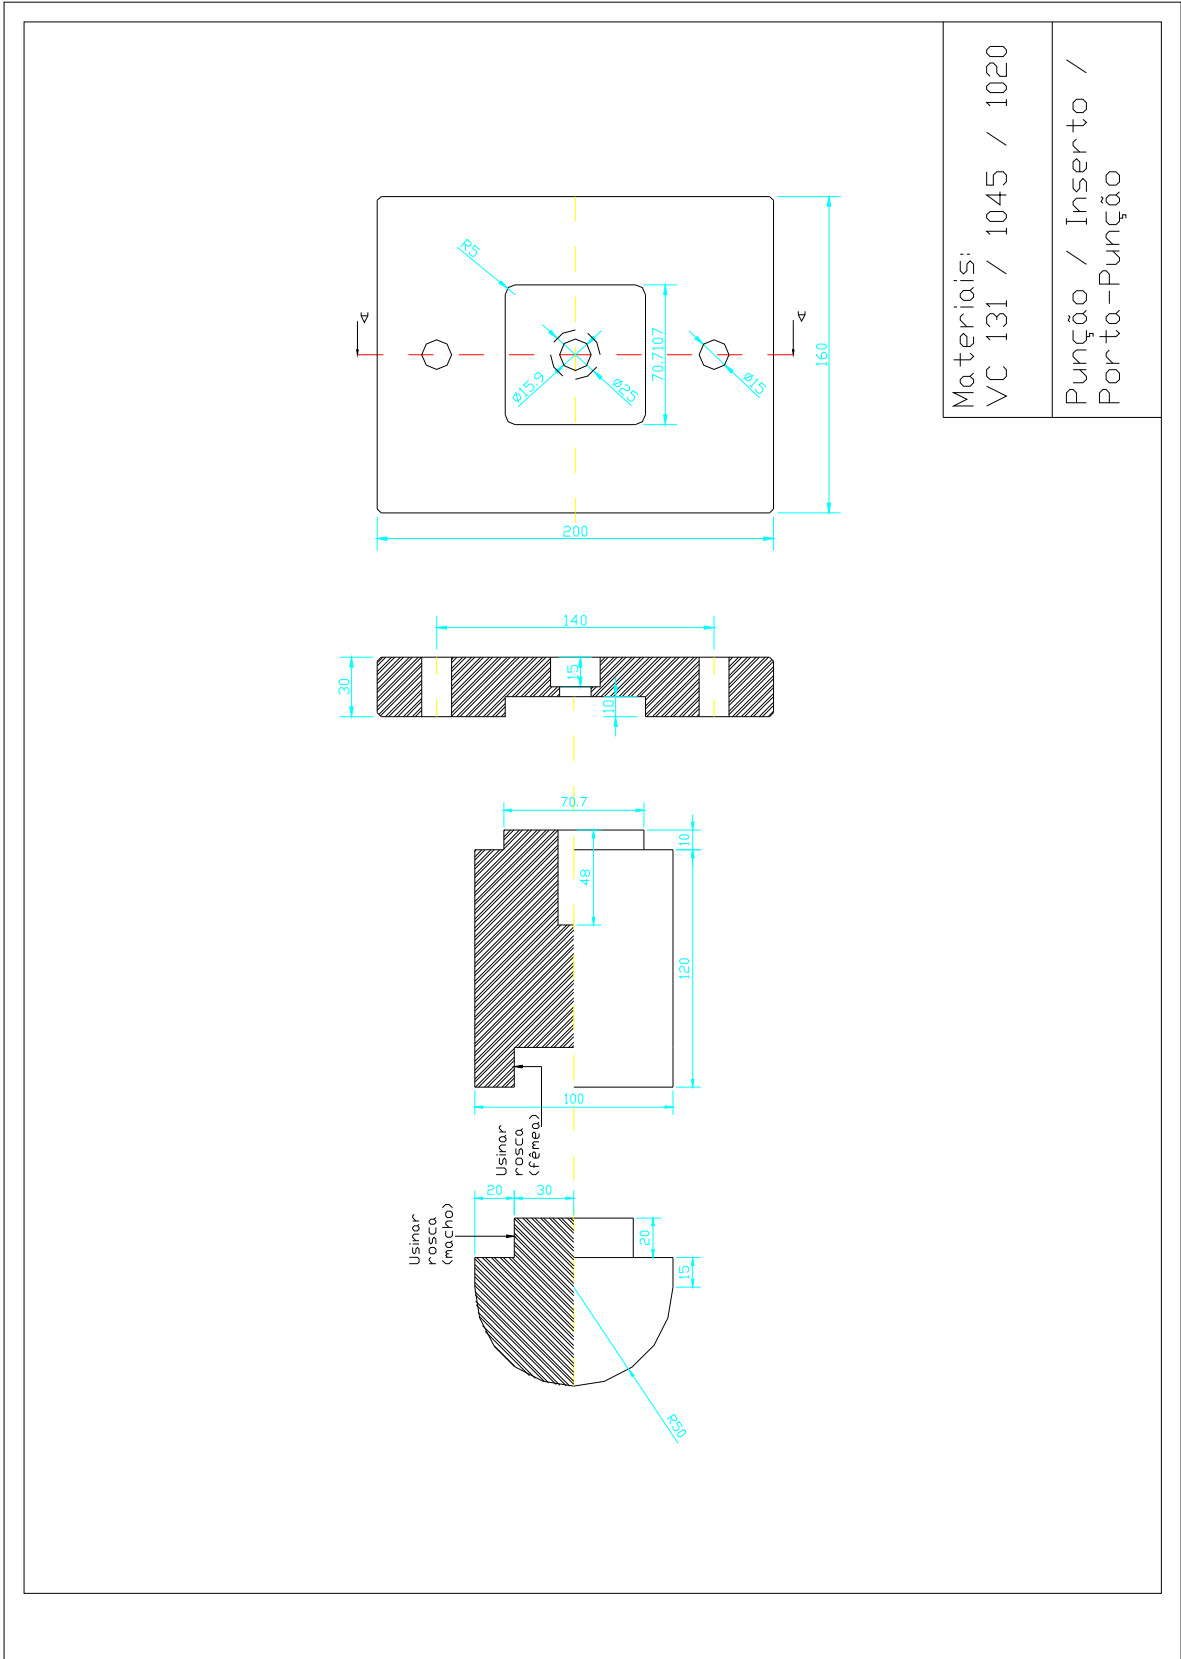 Materiais:
VC 131 / 1045 / 1020
Punção / Inserto /
Porta-Punção
A
A
R5
Ø15.9
Ø25
Ø15
70.7107
160
200
140
30
15
10
70.7
10
48
120
100
Usinar
rosca
(fêmea)
20
30
Usinar
rosca
(macho)
20
15
R50